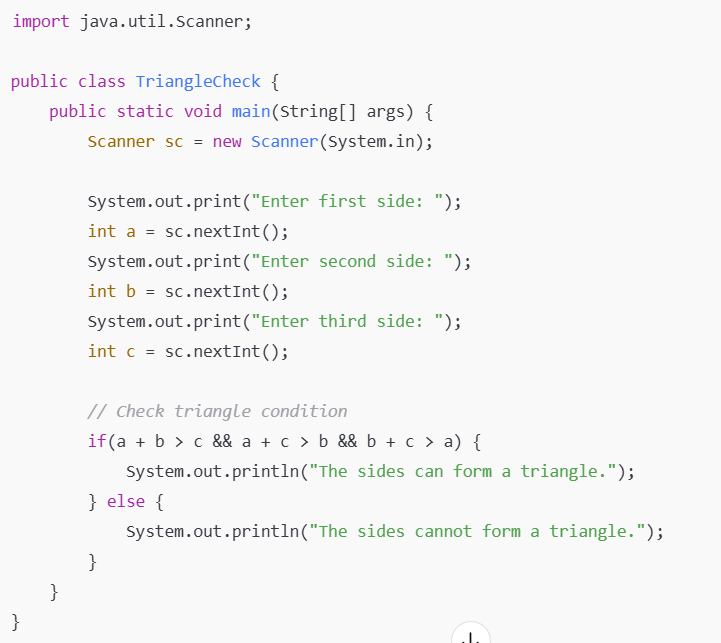 import java.util.Scanner;
public class TriangleCheck {
public static void main(String[] args) {
Scanner sc = new Scanner(System.in);
System.out.print("Enter first side: ");
int a = sc.nextInt();
System.out.print("Enter second side: ");
int b = sc.nextInt();
System.out.print("Enter third side: ");
int c = sc.nextInt();
// Check triangle condition
if(a + b > c && a + c > b && b + c > a) {
System.out.println("The sides can form a triangle.");
} else {
System.out.println("The sides cannot form a triangle.");
}
}
}